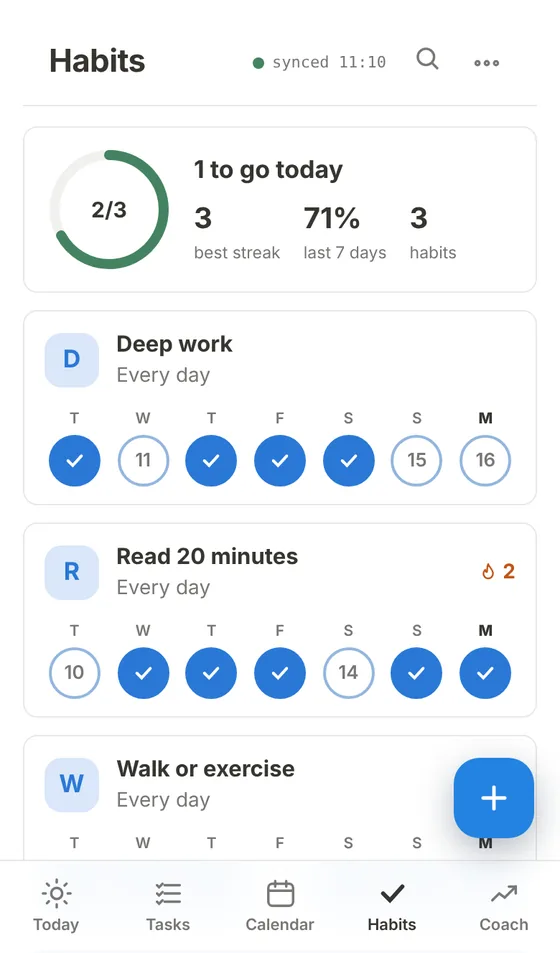 Habits
synced 11:10
2/3
1 to go today
3 71% 3
best streak last 7 days habits
D
Deep work
Every day
T W T F S S M
11 15 16
R
Read 20 minutes
Every day
2
T W T F S S M
10 14
W
Walk or exercise
Every day
T W T F S S M
Today Tasks Calendar Habits Coach